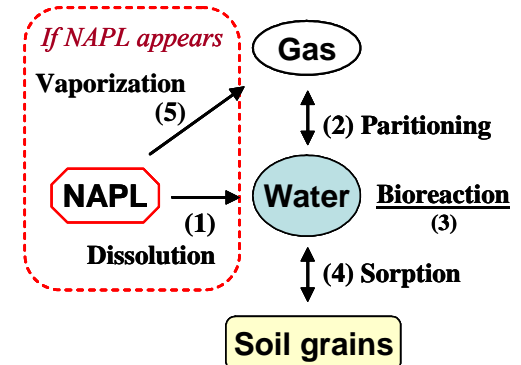 If NAPL appears
Gas
Vaporization
(5)
(2) Paritioning
NAPL
Water
Bioreaction
(3)
(1)
Dissolution
(4) Sorption
Soil grains